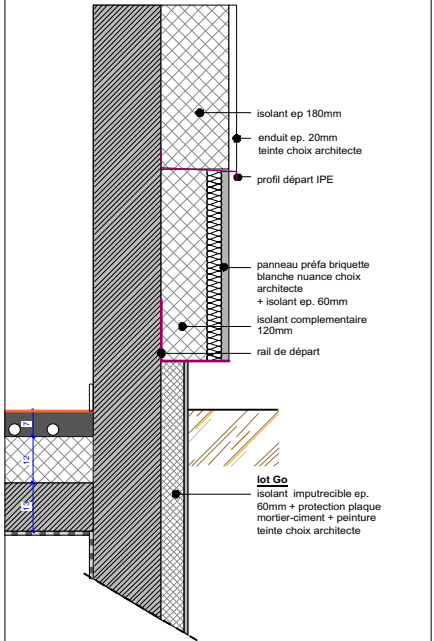 isolant ep 180mm
enduit ep. 20mm
teinte choix architecte
profil départ IPE
panneau préfa briquette
blanche nuance choix
architecte
+ isolant ep. 60mm
isolant complementaire
120mm
rail de départ
7
12
lot Go
isolant imputrecible ep.
60mm + protection plaque
mortier-ciment + peinture
teinte choix architecte